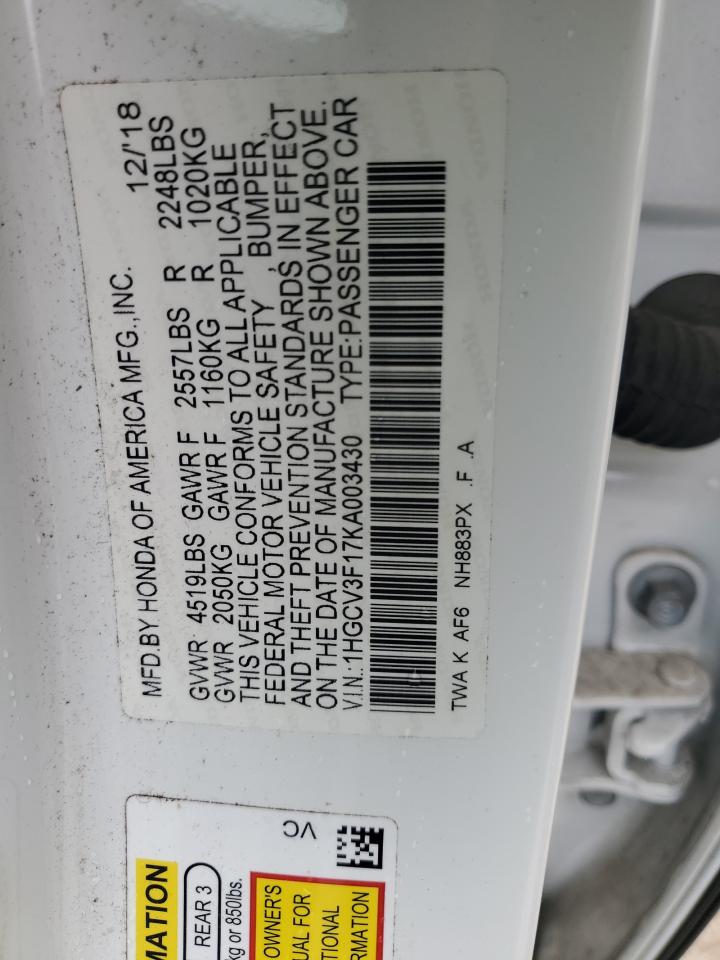 MFD.BY HONDA OF AMERICA MFG.,INC. 12/'18
GVWR 4519LBS GAWR F 2557LBS R 2248LBS
GVWR 2050KG GAWR F 1160KG R 1020KG
THIS VEHICLE CONFORMS TO ALL APPLICABLE
FEDERAL MOTOR VEHICLE SAFETY , BUMPER,
AND THEFT PREVENTION STANDARDS IN EFFECT
ON THE DATE OF MANUFACTURE SHOWN ABOVE.
V.I.N.:1HGCV3F17KA003430 TYPE:PASSENGER CAR
TWA K AF6 NH883PX .F .A
MATION
REAR 3
kg or 850lbs.
OWNER'S
UAL FOR
TIONAL
RMATION
VC